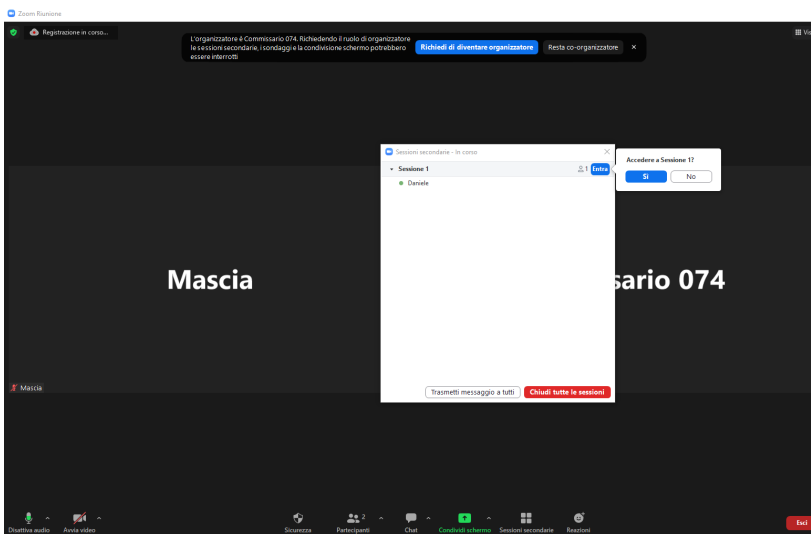 Zoom Riunione
Registrazione in corso...
L'organizzatore è Commissario 074. Richiedendo il ruolo di organizzatore
le sessioni secondarie, i sondaggi e la condivisione schermo potrebbero
essere interrotti
Richiedi di diventare organizzatore
Resta co-organizzatore
Sessioni secondarie - In corso
Sessione 1
1
Entra
Accedere a Sessione 1?
Sì
No
Daniele
Mascia
sario 074
Trasmetti messaggio a tutti
Chiudi tutte le sessioni
Mascia
Disattiva audio
Avvia video
Sicurezza
2
Partecipanti
Chat
Condividi schermo
Sessioni secondarie
Reazioni
Esci